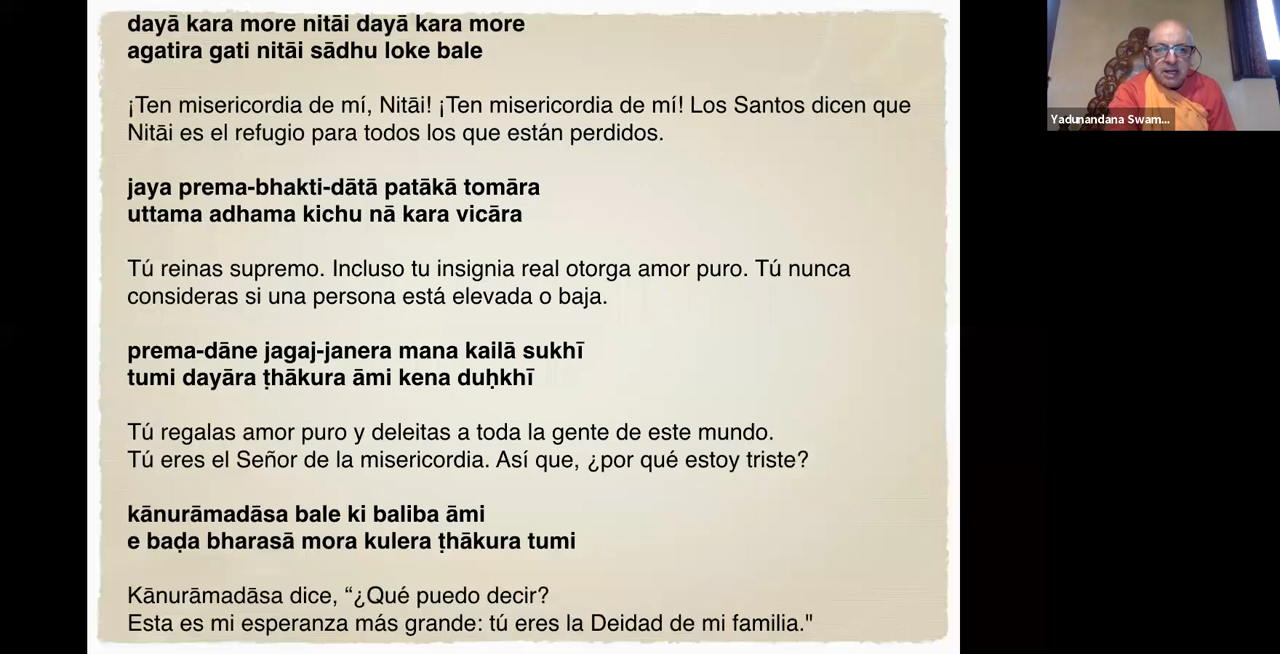 dayā kara more nitāi dayā kara more
agatira gati nitāi sādhu loke bale
¡Ten misericordia de mí, Nitāi! ¡Ten misericordia de mí! Los Santos dicen que
Nitāi es el refugio para todos los que están perdidos.
jaya prema-bhakti-dātā patākā tomāra
uttama adhama kichu nā kara vicāra
Tú reinas supremo. Incluso tu insignia real otorga amor puro. Tú nunca
consideras si una persona está elevada o baja.
prema-dāne jagaj-janera mana kailā sukhī
tumi dayāra ṭhākura āmi kena duḥkhī
Tú regalas amor puro y deleitas a toda la gente de este mundo.
Tú eres el Señor de la misericordia. Así que, ¿por qué estoy triste?
kānurāmadāsa bale ki baliba āmi
e baḍa bharasā mora kulera ṭhākura tumi
Kānurāmadāsa dice, “¿Qué puedo decir?
Esta es mi esperanza más grande: tú eres la Deidad de mi familia."
Yadunandana Swam...